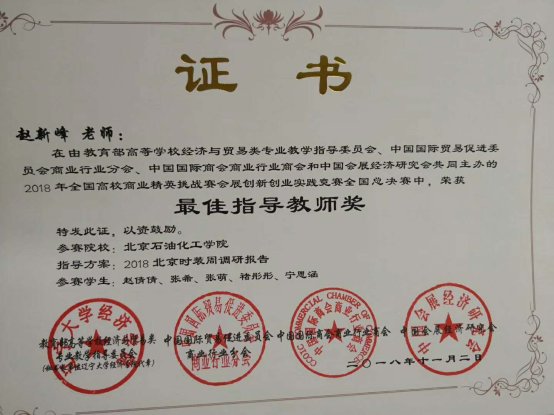 证 书
赵新峰 老师：
在由教育部高等学校经济与贸易类专业教学指导委员会、中国国际贸易促进委
员会商业行业分会、中国国际商会商业行业商会和中国会展经济研究会共同主办的
2018年全国高校商业精英挑战赛会展创新创业实践竞赛全国总决赛中，荣获
最佳指导教师奖
特发此证，以资鼓励。
参赛院校：北京石油化工学院
指导方案：2018北京时装周调研报告
参赛学生：赵倩倩、张希、张萌、褚彤彤、宁思涵
教育部高等学校经济与贸易类 中国国际贸易促进委员会 中国国际商会商业行业商会 中国会展经济研究会
专业教学指导委员会 商业行业分会
二〇一八年十一月二日